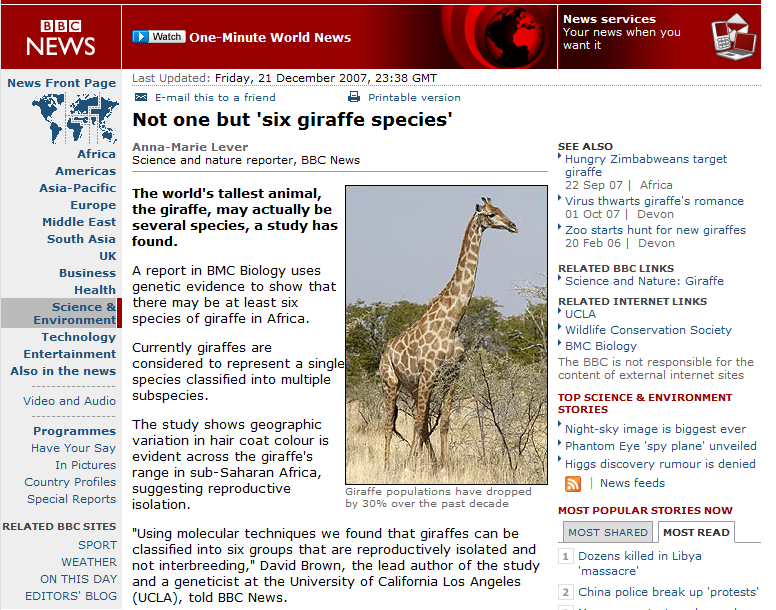 BBC
NEWS
Watch One-Minute World News
News services
Your news when you
want it
News Front Page
Africa
Americas
Asia-Pacific
Europe
Middle East
South Asia
UK
Business
Health
Science &
Environment
Technology
Entertainment
Also in the news
Video and Audio
Programmes
Have Your Say
In Pictures
Country Profiles
Special Reports
RELATED BBC SITES
SPORT
WEATHER
ON THIS DAY
EDITORS' BLOG
Last Updated: Friday, 21 December 2007, 23:38 GMT
E-mail this to a friend
Printable version
Not one but 'six giraffe species'
Anna-Marie Lever
Science and nature reporter, BBC News
The world's tallest animal,
the giraffe, may actually be
several species, a study has
found.
A report in BMC Biology uses
genetic evidence to show that
there may be at least six
species of giraffe in Africa.
Currently giraffes are
considered to represent a single
species classified into multiple
subspecies.
The study shows geographic
variation in hair coat colour is
evident across the giraffe's
range in sub-Saharan Africa,
suggesting reproductive
isolation.
Giraffe populations have dropped
by 30% over the past decade
"Using molecular techniques we found that giraffes can be
classified into six groups that are reproductively isolated and
not interbreeding," David Brown, the lead author of the study
and a geneticist at the University of California Los Angeles
(UCLA), told BBC News.
SEE ALSO
Hungry Zimbabweans target
giraffe
22 Sep 07 | Africa
Virus thwarts giraffe's romance
01 Oct 07 | Devon
Zoo starts hunt for new giraffes
20 Feb 06 | Devon
RELATED BBC LINKS
Science and Nature: Giraffe
RELATED INTERNET LINKS
UCLA
Wildlife Conservation Society
BMC Biology
The BBC is not responsible for the
content of external internet sites
TOP SCIENCE & ENVIRONMENT
STORIES
Night-sky image is biggest ever
Phantom Eye 'spy plane' unveiled
Higgs discovery rumour is denied
| News feeds
MOST POPULAR STORIES NOW
MOST SHARED MOST READ
1 Dozens killed in Libya
'massacre'
2 China police break up 'protests'